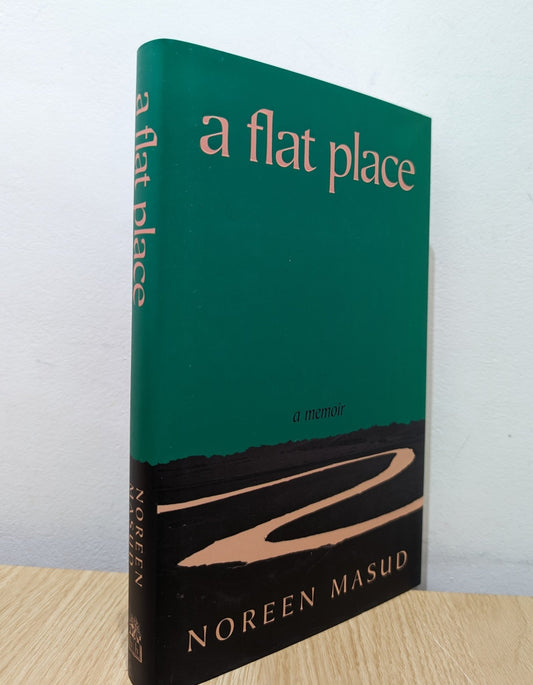 a flat place
a flat place
a memoir
NOREEN
MASUD
NOREEN MASUD